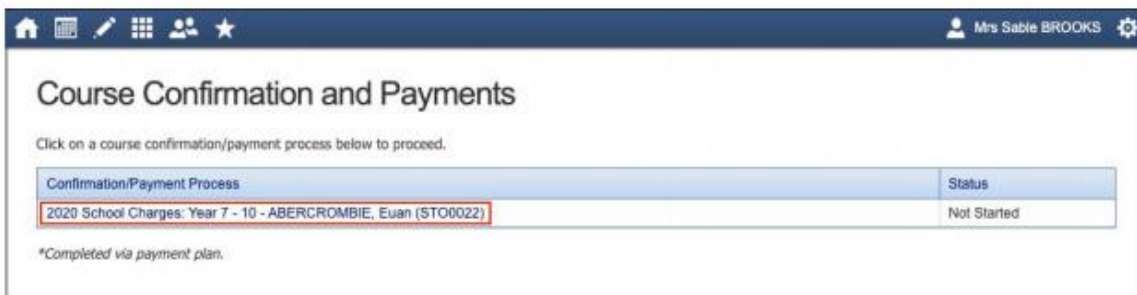 Mrs Sable BROOKS
Course Confirmation and Payments
Click on a course confirmation/payment process below to proceed.
Confirmation/Payment Process Status
2020 School Charges: Year 7 - 10 - ABERCROMBIE, Euan (STO0022) Not Started
*Completed via payment plan.